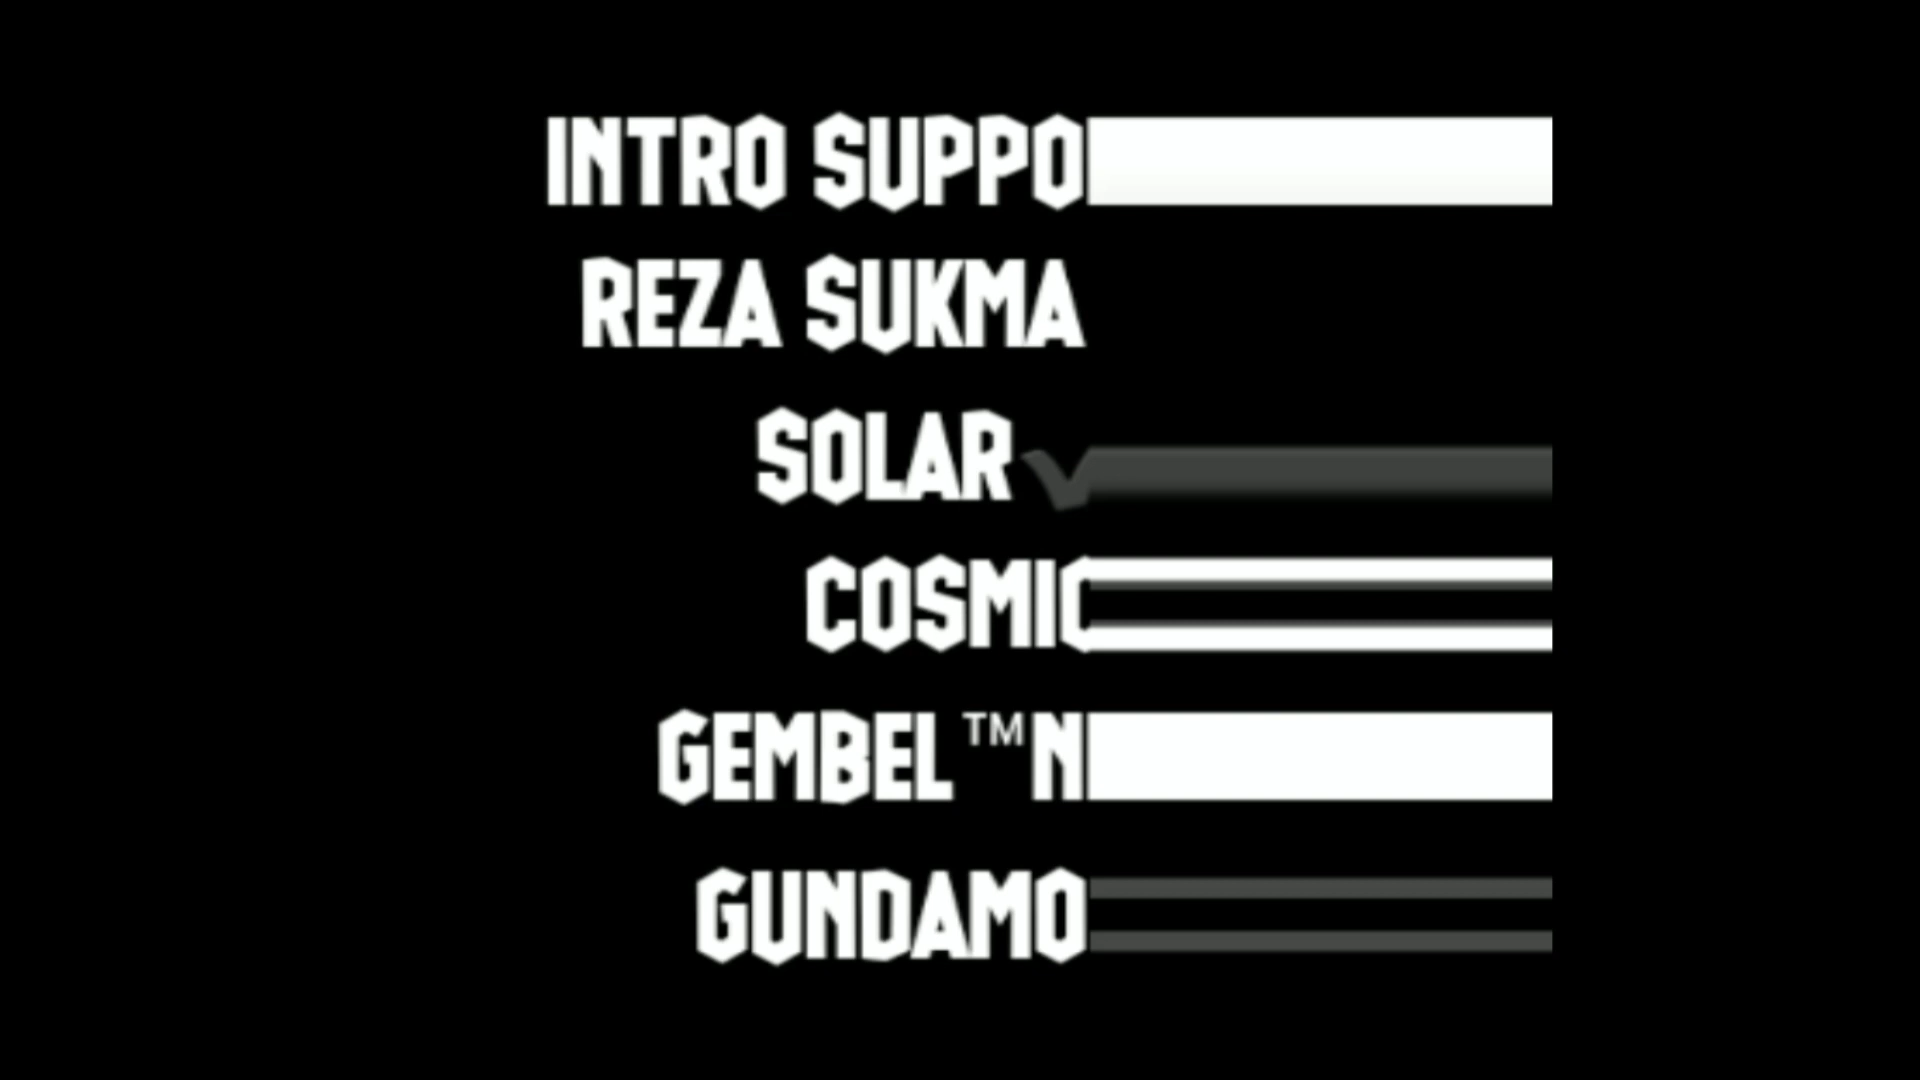 INTRO SUPPO
REZA SUKMA
SOLAR
COSMIC
GEMBEL™N
GUNDAMO